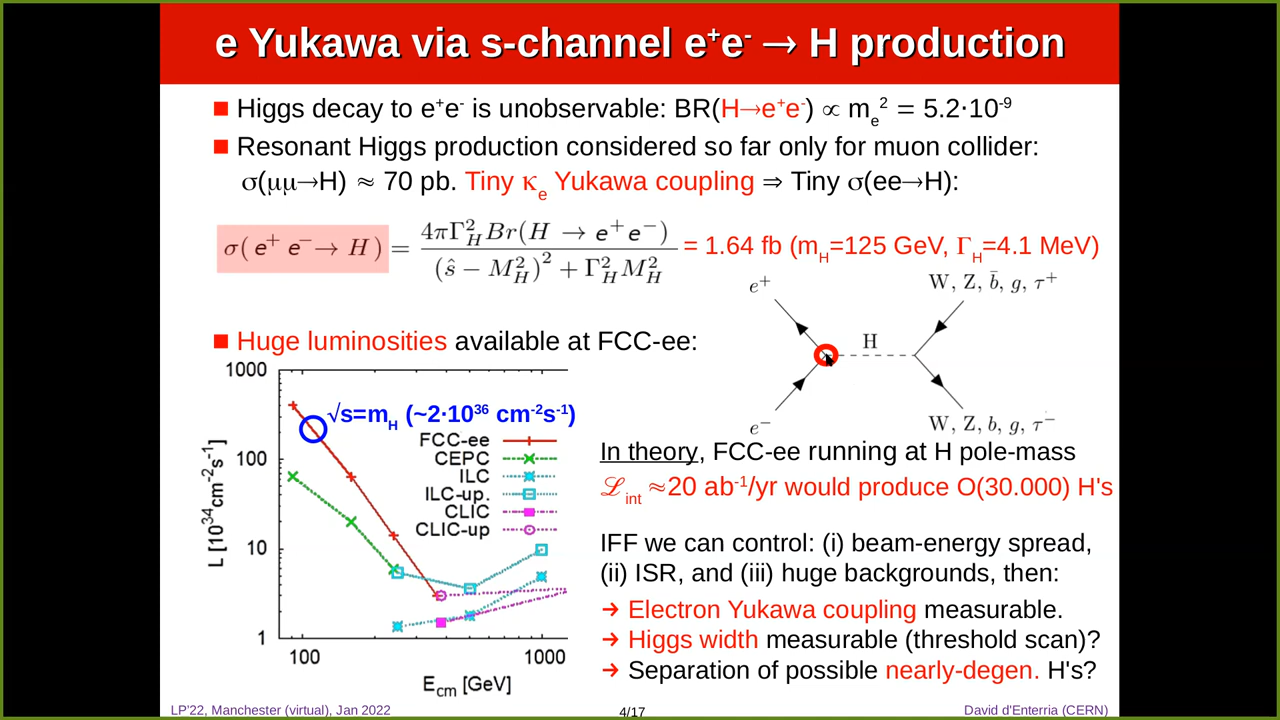 e Yukawa via s-channel e⁺e⁻ → H production
■ Higgs decay to e⁺e⁻ is unobservable: BR(H→e⁺e⁻) ∝ mₑ² = 5.2·10⁻⁹
■ Resonant Higgs production considered so far only for muon collider:
σ(μμ→H) ≈ 70 pb. Tiny κₑ Yukawa coupling ⇒ Tiny σ(ee→H):
σ( e⁺ e⁻ → H ) = 4πΓ_H² Br(H → e⁺e⁻) / ((ŝ − M_H²)² + Γ_H² M_H²) = 1.64 fb (m_H=125 GeV, Γ_H=4.1 MeV)
e⁺
W, Z, b̄, g, τ⁺
H
e⁻
W, Z, b, g, τ⁻
■ Huge luminosities available at FCC-ee:
√s=m_H (~2·10³⁶ cm⁻²s⁻¹)
FCC-ee
CEPC
ILC
ILC-up.
CLIC
CLIC-up
L [10³⁴cm⁻²s⁻¹]
1000
100
10
1
100
1000
E_cm [GeV]
In theory, FCC-ee running at H pole-mass
ℒ_int ≈20 ab⁻¹/yr would produce O(30.000) H's
IFF we can control: (i) beam-energy spread,
(ii) ISR, and (iii) huge backgrounds, then:
→ Electron Yukawa coupling measurable.
→ Higgs width measurable (threshold scan)?
→ Separation of possible nearly-degen. H's?
LP'22, Manchester (virtual), Jan 2022
4/17
David d'Enterria (CERN)